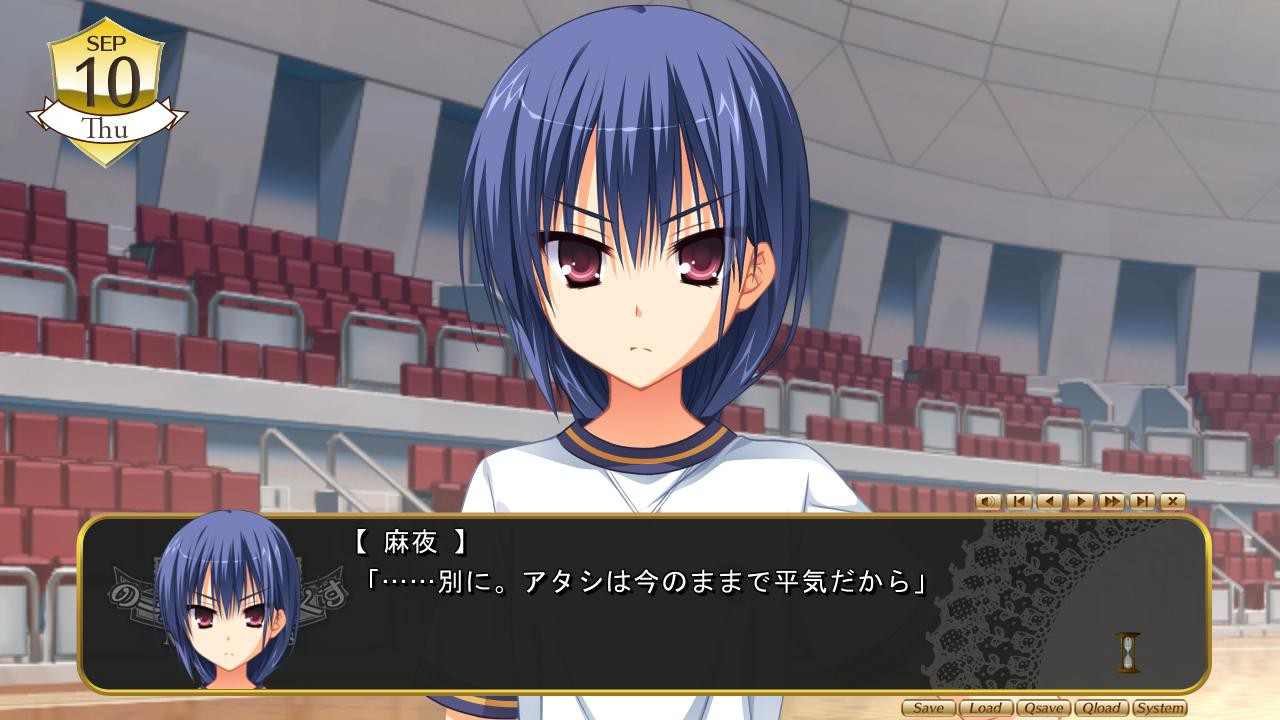 SEP
10
Thu
【 麻夜 】
「……別に。アタシは今のままで平気だから」
Save Load Qsave Qload System